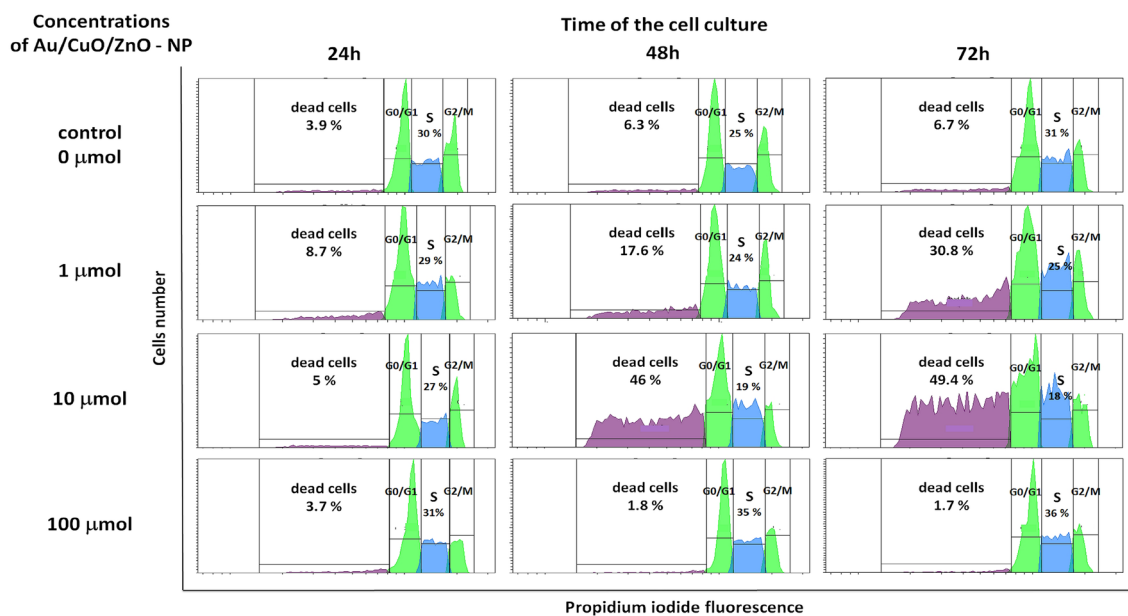 Concentrations
of Au/CuO/ZnO - NP
Time of the cell culture
24h
48h
72h
control
0 μmol
dead cells
3.9 %
G0/G1
S
30 %
G2/M
dead cells
6.3 %
G0/G1
S
25 %
G2/M
dead cells
6.7 %
G0/G1
S
31 %
G2/M
1 μmol
dead cells
8.7 %
G0/G1
S
29 %
G2/M
dead cells
17.6 %
G0/G1
S
24 %
G2/M
dead cells
30.8 %
G0/G1
S
25 %
G2/M
Cells number
10 μmol
dead cells
5 %
G0/G1
S
27 %
G2/M
dead cells
46 %
G0/G1
S
19 %
G2/M
dead cells
49.4 %
G0/G1
S
18 %
G2/M
100 μmol
dead cells
3.7 %
G0/G1
S
31%
G2/M
dead cells
1.8 %
G0/G1
S
35 %
G2/M
dead cells
1.7 %
G0/G1
S
36 %
G2/M
Propidium iodide fluorescence